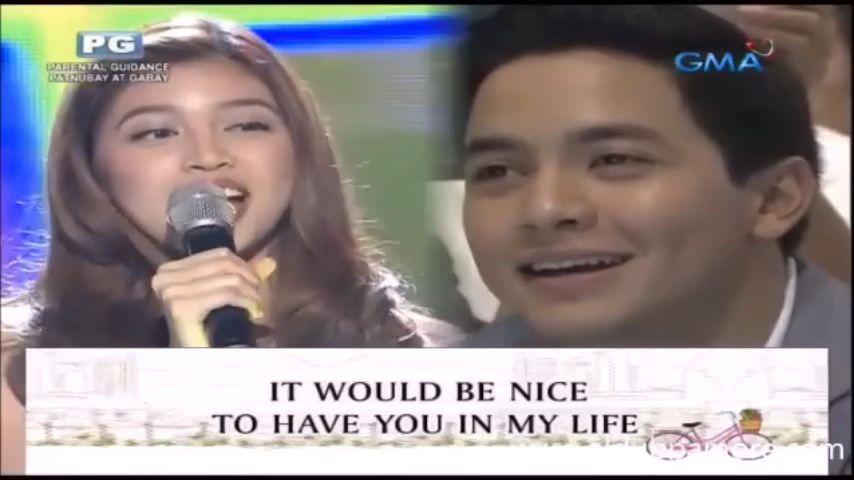 PG
PARENTAL GUIDANCE
PATNUBAY AT GABAY
GMA
IT WOULD BE NICE
TO HAVE YOU IN MY LIFE